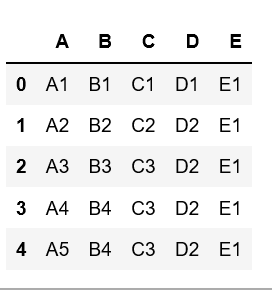 A B C D E
0 A1 B1 C1 D1 E1
1 A2 B2 C2 D2 E1
2 A3 B3 C3 D2 E1
3 A4 B4 C3 D2 E1
4 A5 B4 C3 D2 E1